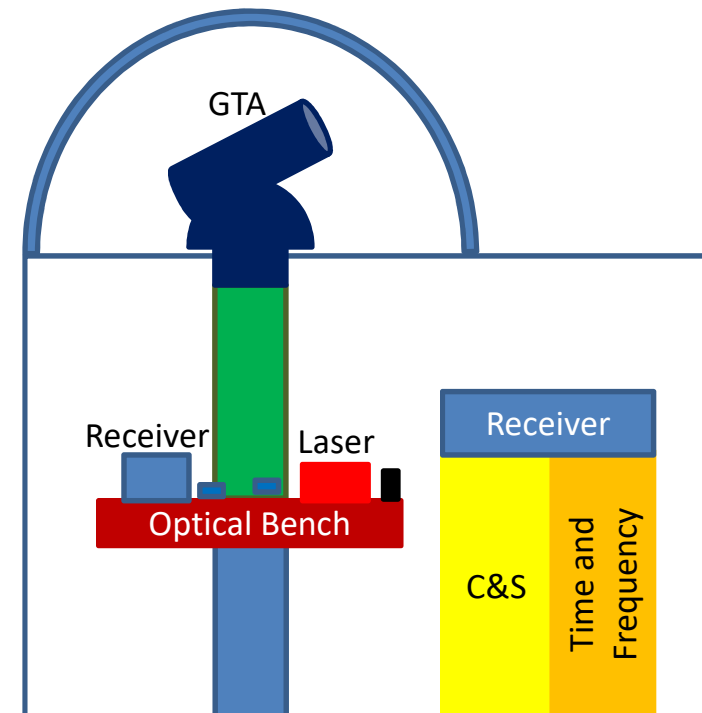 GTA
Receiver
Laser
Optical Bench
Receiver
C&S
Time and
Frequency